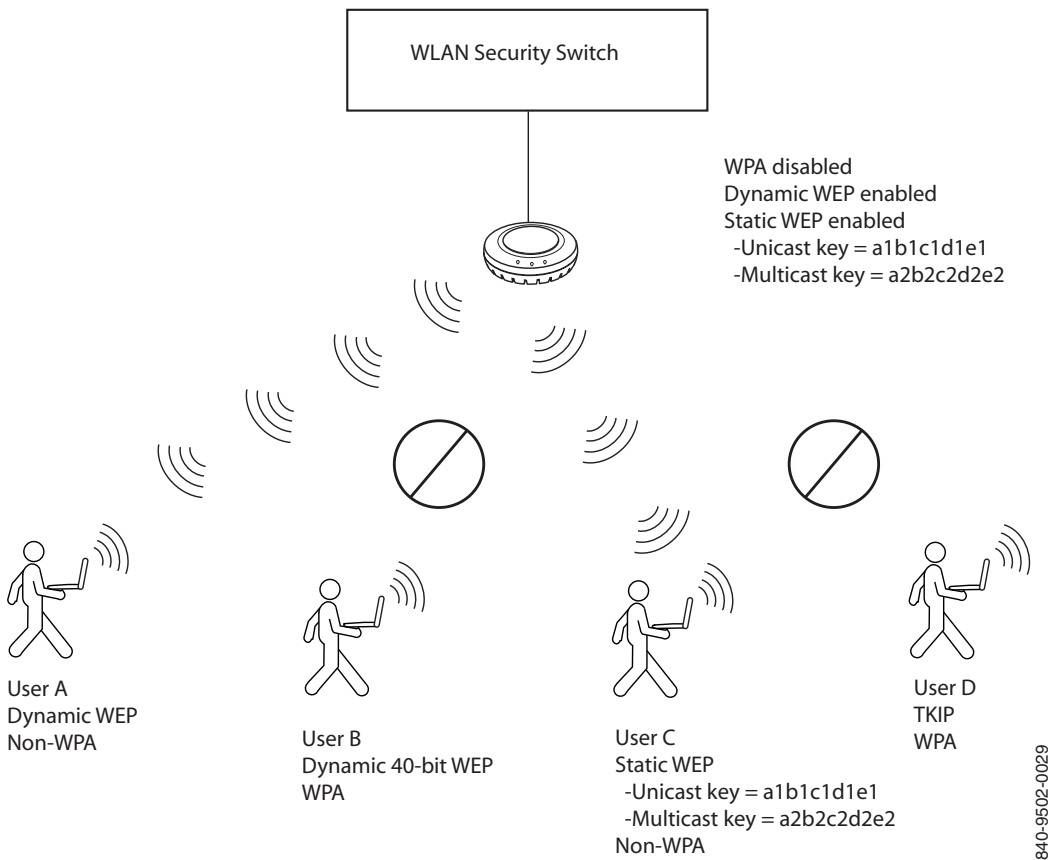 WLAN Security Switch
WPA disabled
Dynamic WEP enabled
Static WEP enabled
-Unicast key = a1b1c1d1e1
-Multicast key = a2b2c2d2e2
User A
Dynamic WEP
Non-WPA
User B
Dynamic 40-bit WEP
WPA
User C
Static WEP
-Unicast key = a1b1c1d1e1
-Multicast key = a2b2c2d2e2
Non-WPA
User D
TKIP
WPA
840-9502-0029